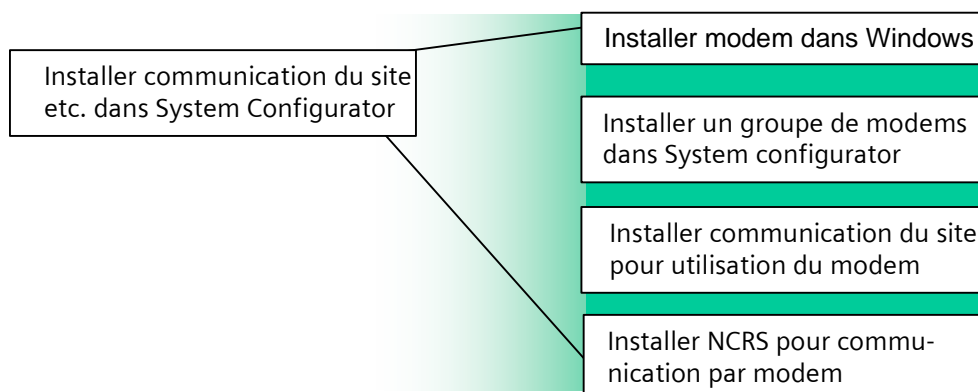 Installer communication du site
etc. dans System Configurator
Installer modem dans Windows
Installer un groupe de modems
dans System configurator
Installer communication du site
pour utilisation du modem
Installer NCRS pour commu-
nication par modem